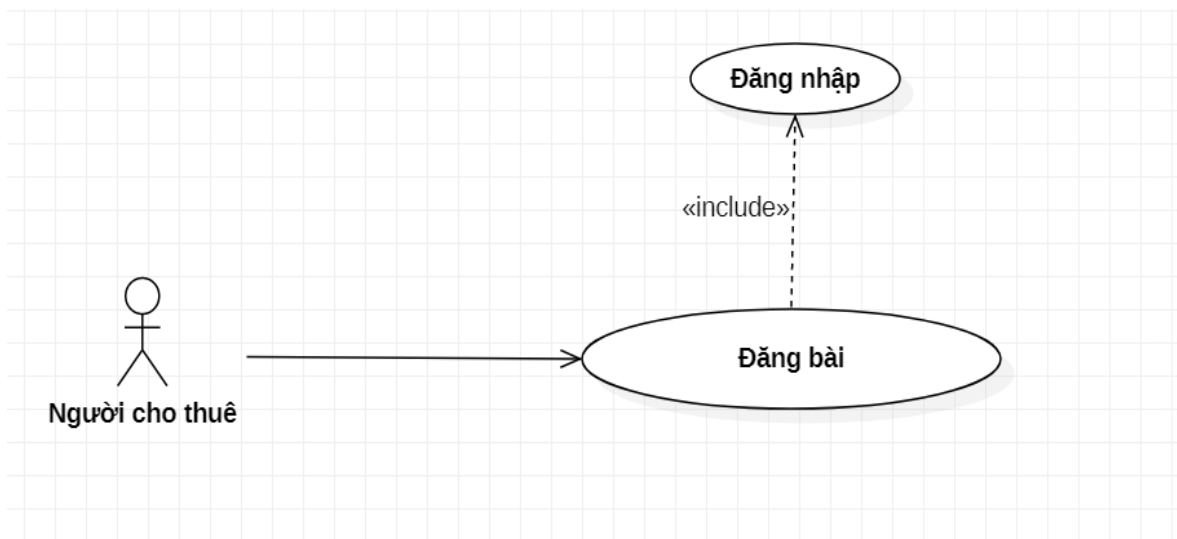 Đăng nhập
«include»
Đăng bài
Người cho thuê